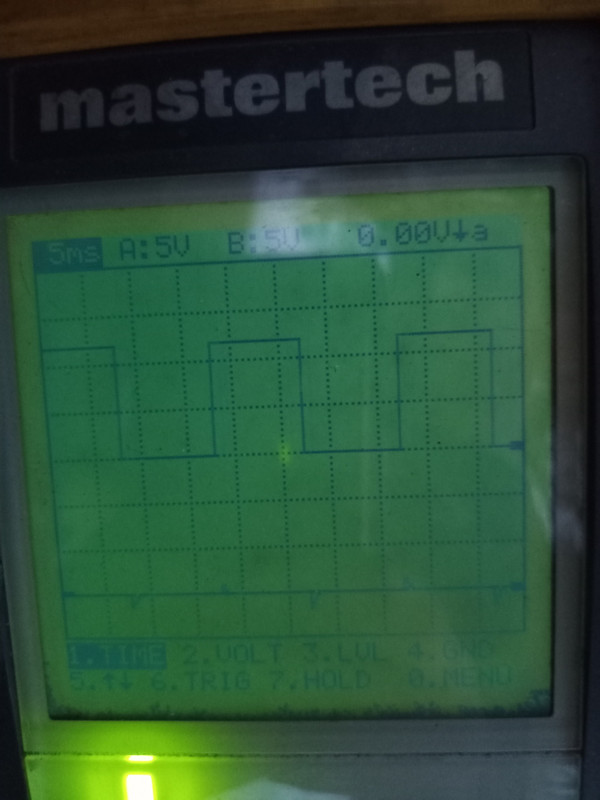 mastertech
5ms A:5V B:5V 0.00V↓a
1.TIME 2.VOLT 3.LVL 4.GND
5.↑↓ 6.TRIG 7.HOLD 0.MENU